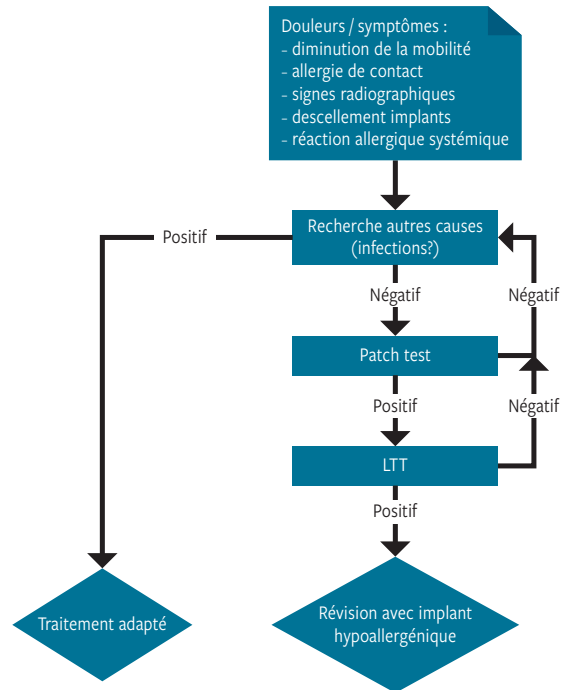 Douleurs / symptômes :
- diminution de la mobilité
- allergie de contact
- signes radiographiques
- descellement implants
- réaction allergique systémique
Recherche autres causes
(infections?)
Positif
Négatif
Négatif
Patch test
Positif
Négatif
LTT
Positif
Traitement adapté
Révision avec implant
hypoallergénique